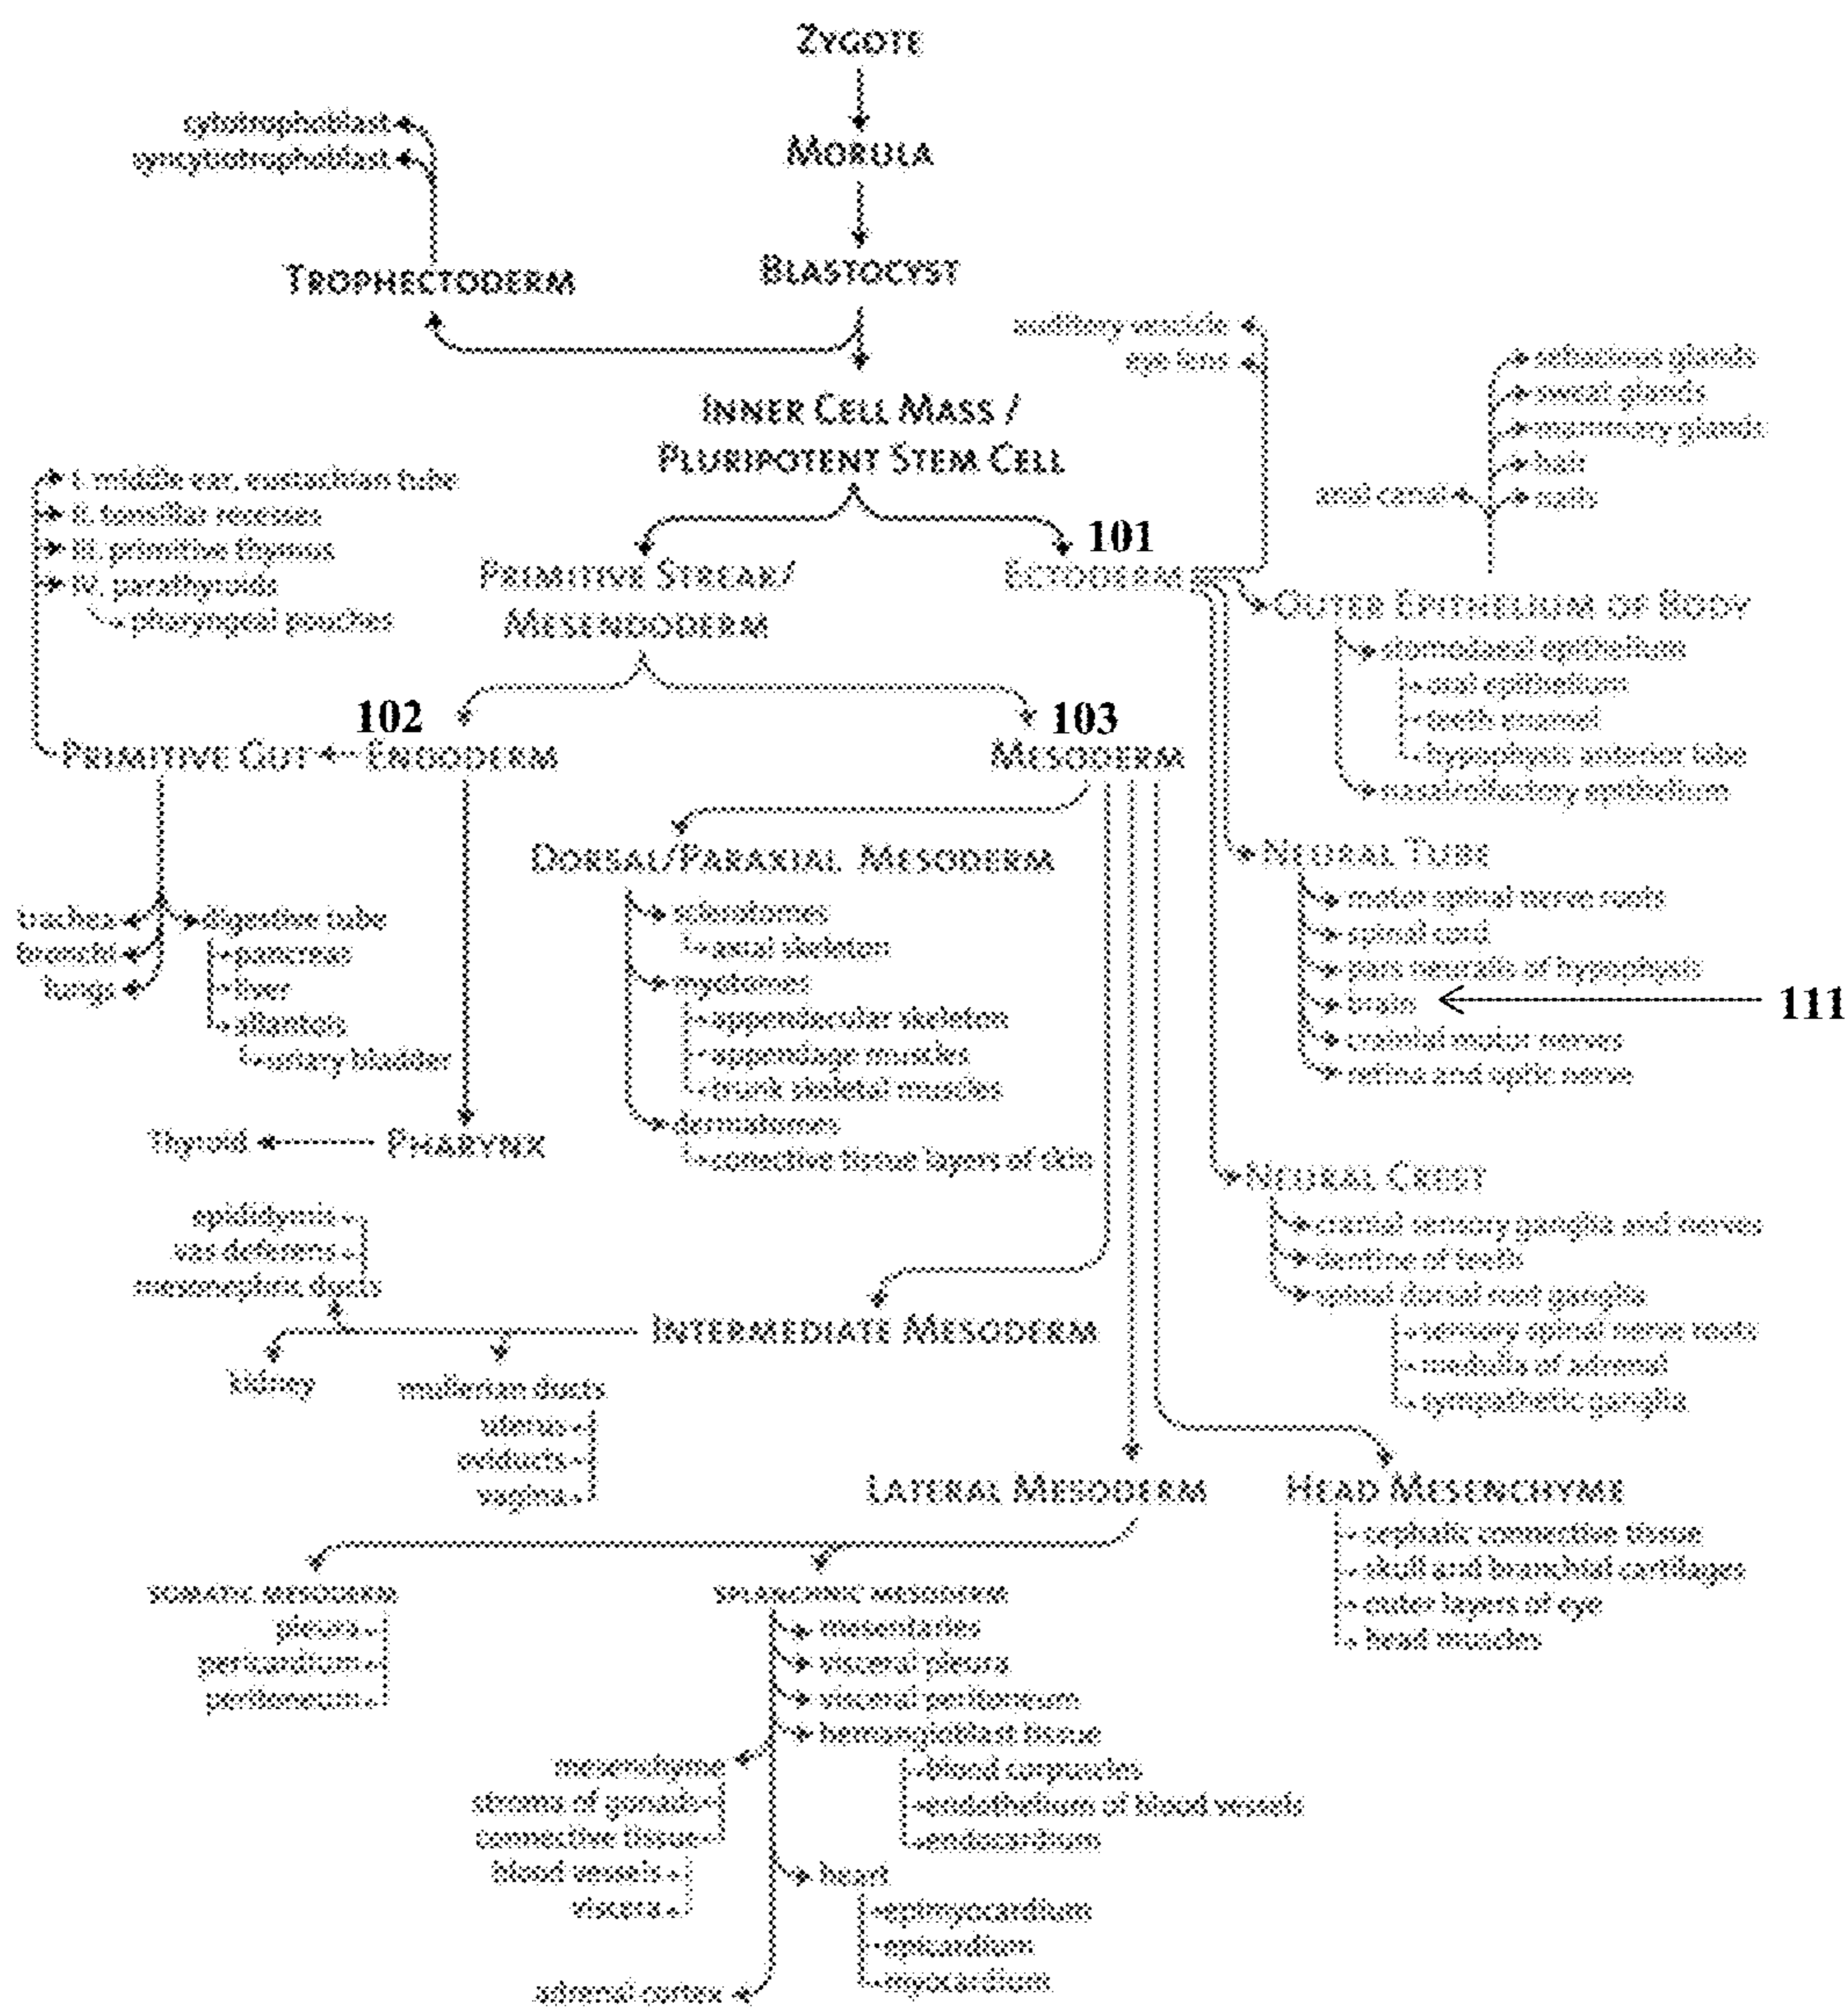 ZYGOTE
cytotrophoblast
syncytiotrophoblast
MORULA
TROPHECTODERM
BLASTOCYST
auditory vesicle
eye lens
sebaceous glands
sweat glands
mammary glands
hair
anal canal
nails
INNER CELL MASS /
PLURIPOTENT STEM CELL
I. middle ear, eustachian tube
II. tonsillar recesses
III. primitive thymus
IV. parathyroids
pharyngeal pouches
PRIMITIVE STREAK/
MESENDODERM
101
ECTODERM
OUTER EPITHELIUM OF BODY
stomodaeal epithelium
oral epithelium
teeth enamel
hypophysis anterior tube
nasal olfactory epithelium
102
PRIMITIVE GUT
ENDODERM
103
MESODERM
DORSAL/PARAXIAL MESODERM
sclerotomes
axial skeleton
myotomes
appendicular skeleton
appendage muscles
trunk skeletal muscles
dermatomes
connective tissue layers of skin
NEURAL TUBE
motor spinal nerve roots
spinal cord
pars neuralis of hypophysis
brain
111
cranial motor nerves
retina and optic nerve
trachea
bronchi
lungs
digestive tube
pancreas
liver
allantois
urinary bladder
Thyroid
PHARYNX
NEURAL CREST
cranial sensory ganglia and nerves
dentine of teeth
spinal dorsal root ganglia
sensory spinal nerve roots
medulla of adrenal
sympathetic ganglia
epididymis
vas deferens
mesonephric ducts
INTERMEDIATE MESODERM
kidney
mullerian ducts
uterus
oviducts
vagina
LATERAL MESODERM
HEAD MESENCHYME
cephalic connective tissue
skull and branchial cartilages
outer layers of eye
head muscles
SOMATIC MESODERM
pleura
pericardium
peritoneum
SPLANCHNIC MESODERM
mesentaries
visceral pleura
visceral peritoneum
hemangioblast tissue
blood corpuscles
endothelium of blood vessels
endocardium
mesenchyme
stroma of gonads
connective tissue
blood vessels
viscera
heart
epimyocardium
epicardium
myocardium
adrenal cortex